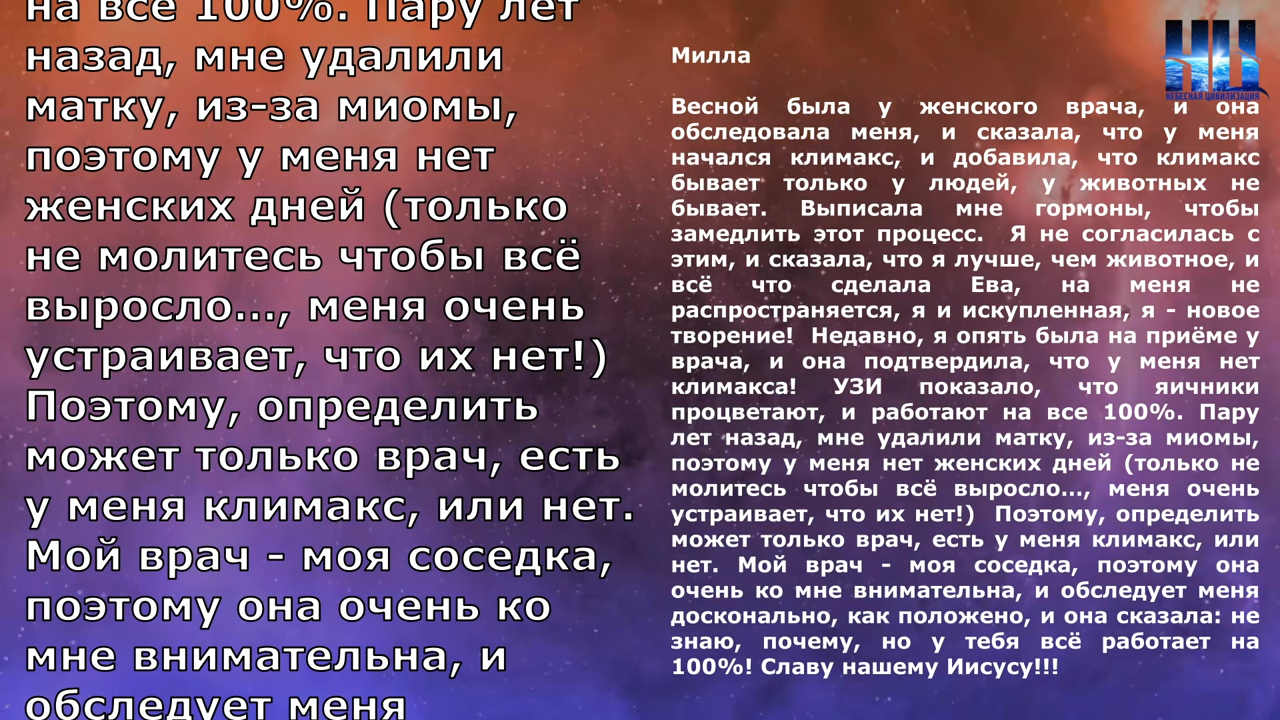 на все 100%. Пару лет
назад, мне удалили
матку, из-за миомы,
поэтому у меня нет
женских дней (только
не молитесь чтобы всё
выросло..., меня очень
устраивает, что их нет!)
Поэтому, определить
может только врач, есть
у меня климакс, или нет.
Мой врач - моя соседка,
поэтому она очень ко
мне внимательна, и
обследует меня
Милла
Весной была у женского врача, и она
обследовала меня, и сказала, что у меня
начался климакс, и добавила, что климакс
бывает только у людей, у животных не
бывает. Выписала мне гормоны, чтобы
замедлить этот процесс. Я не согласилась с
этим, и сказала, что я лучше, чем животное, и
всё что сделала Ева, на меня не
распространяется, я и искупленная, я - новое
творение! Недавно, я опять была на приёме у
врача, и она подтвердила, что у меня нет
климакса! УЗИ показало, что яичники
процветают, и работают на все 100%. Пару
лет назад, мне удалили матку, из-за миомы,
поэтому у меня нет женских дней (только не
молитесь чтобы всё выросло..., меня очень
устраивает, что их нет!) Поэтому, определить
может только врач, есть у меня климакс, или
нет. Мой врач - моя соседка, поэтому она
очень ко мне внимательна, и обследует меня
досконально, как положено, и она сказала: не
знаю, почему, но у тебя всё работает на
100%! Славу нашему Иисусу!!!
НЦ
НЕБЕСНАЯ ЦИВИЛИЗАЦИЯ